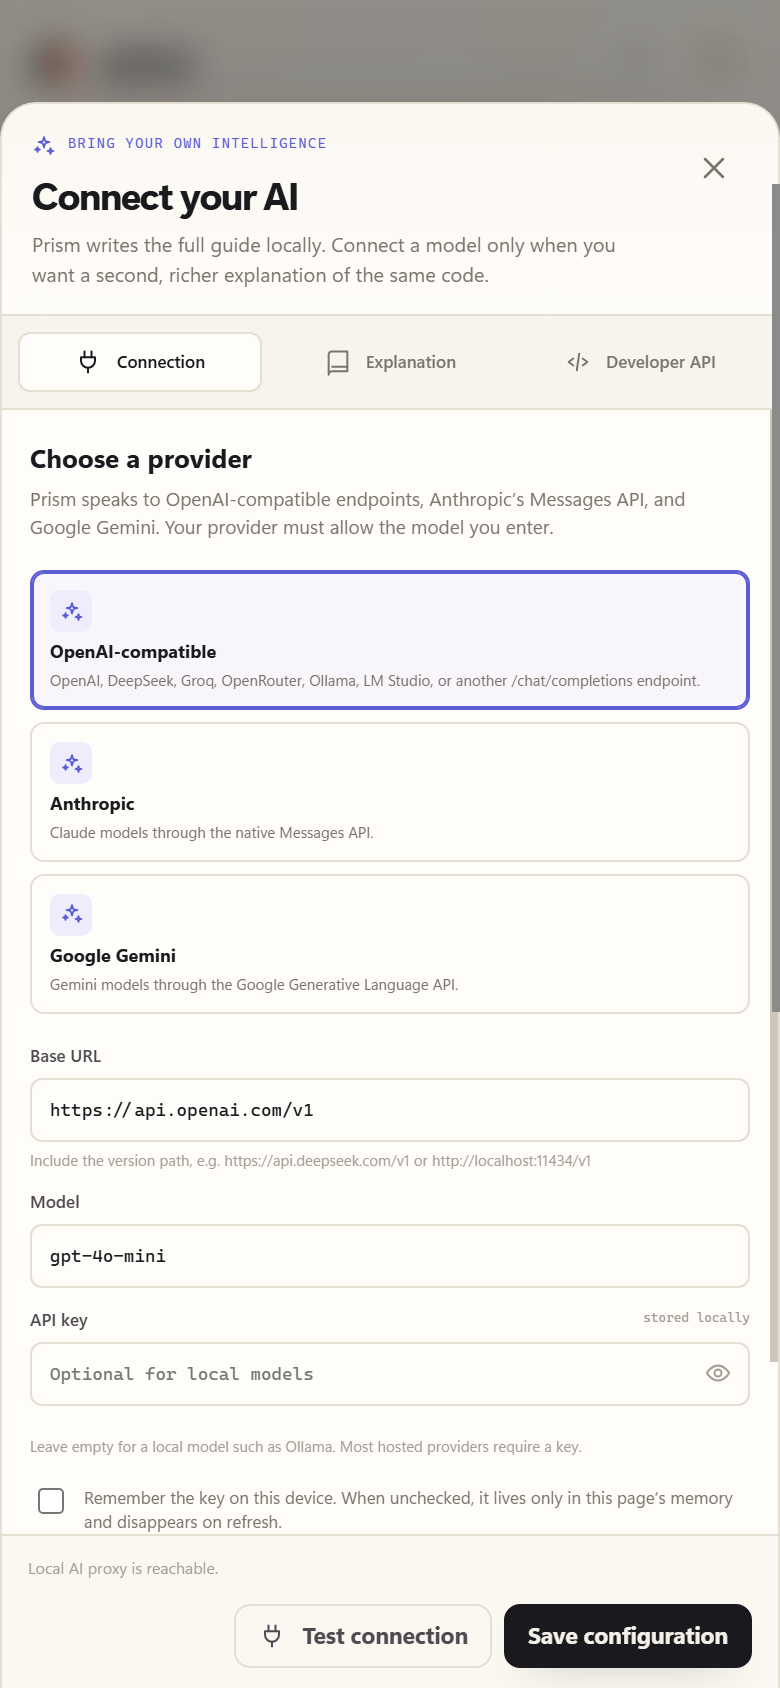 BRING YOUR OWN INTELLIGENCE
Connect your AI
Prism writes the full guide locally. Connect a model only when you
want a second, richer explanation of the same code.
Connection
Explanation
Developer API
Choose a provider
Prism speaks to OpenAI-compatible endpoints, Anthropic’s Messages API, and
Google Gemini. Your provider must allow the model you enter.
OpenAI-compatible
OpenAI, DeepSeek, Groq, OpenRouter, Ollama, LM Studio, or another /chat/completions endpoint.
Anthropic
Claude models through the native Messages API.
Google Gemini
Gemini models through the Google Generative Language API.
Base URL
https://api.openai.com/v1
Include the version path, e.g. https://api.deepseek.com/v1 or http://localhost:11434/v1
Model
gpt-4o-mini
API key
stored locally
Optional for local models
Leave empty for a local model such as Ollama. Most hosted providers require a key.
Remember the key on this device. When unchecked, it lives only in this page’s memory
and disappears on refresh.
Local AI proxy is reachable.
Test connection
Save configuration